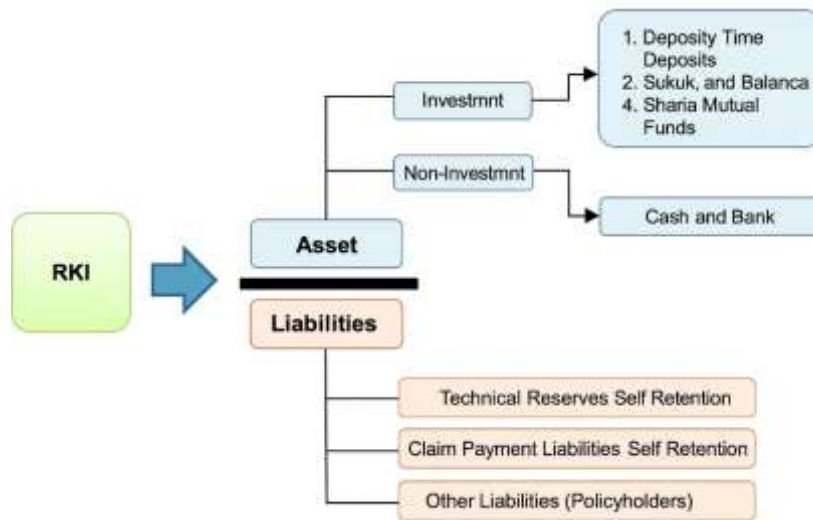 1. Deposity Time
Deposits
2. Sukuk, and Balanca
4. Sharia Mutual
Funds
Investmnt
Non-Investmnt
Cash and Bank
Asset
RKI
Liabilities
Technical Reserves Self Retention
Claim Payment Liabilities Self Retention
Other Liabilities (Policyholders)